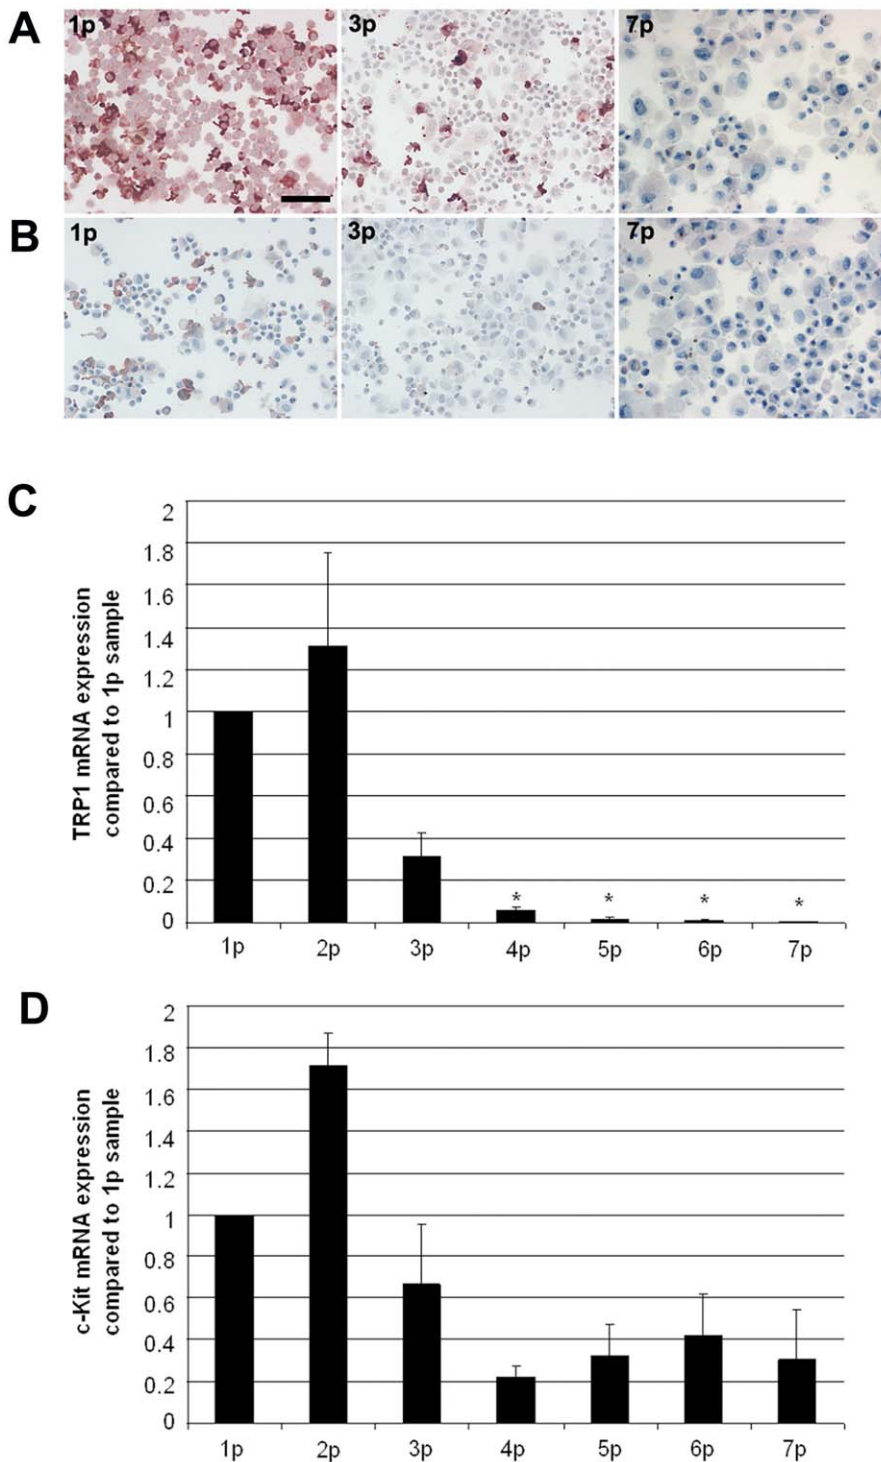 A
1p
3p
7p
B
1p
3p
7p
C
TRP1 mRNA expression
compared to 1p sample
2
1.8
1.6
1.4
1.2
1
0.8
0.6
0.4
0.2
0
* * * *
1p 2p 3p 4p 5p 6p 7p
D
c-Kit mRNA expression
compared to 1p sample
2
1.8
1.6
1.4
1.2
1
0.8
0.6
0.4
0.2
0
1p 2p 3p 4p 5p 6p 7p